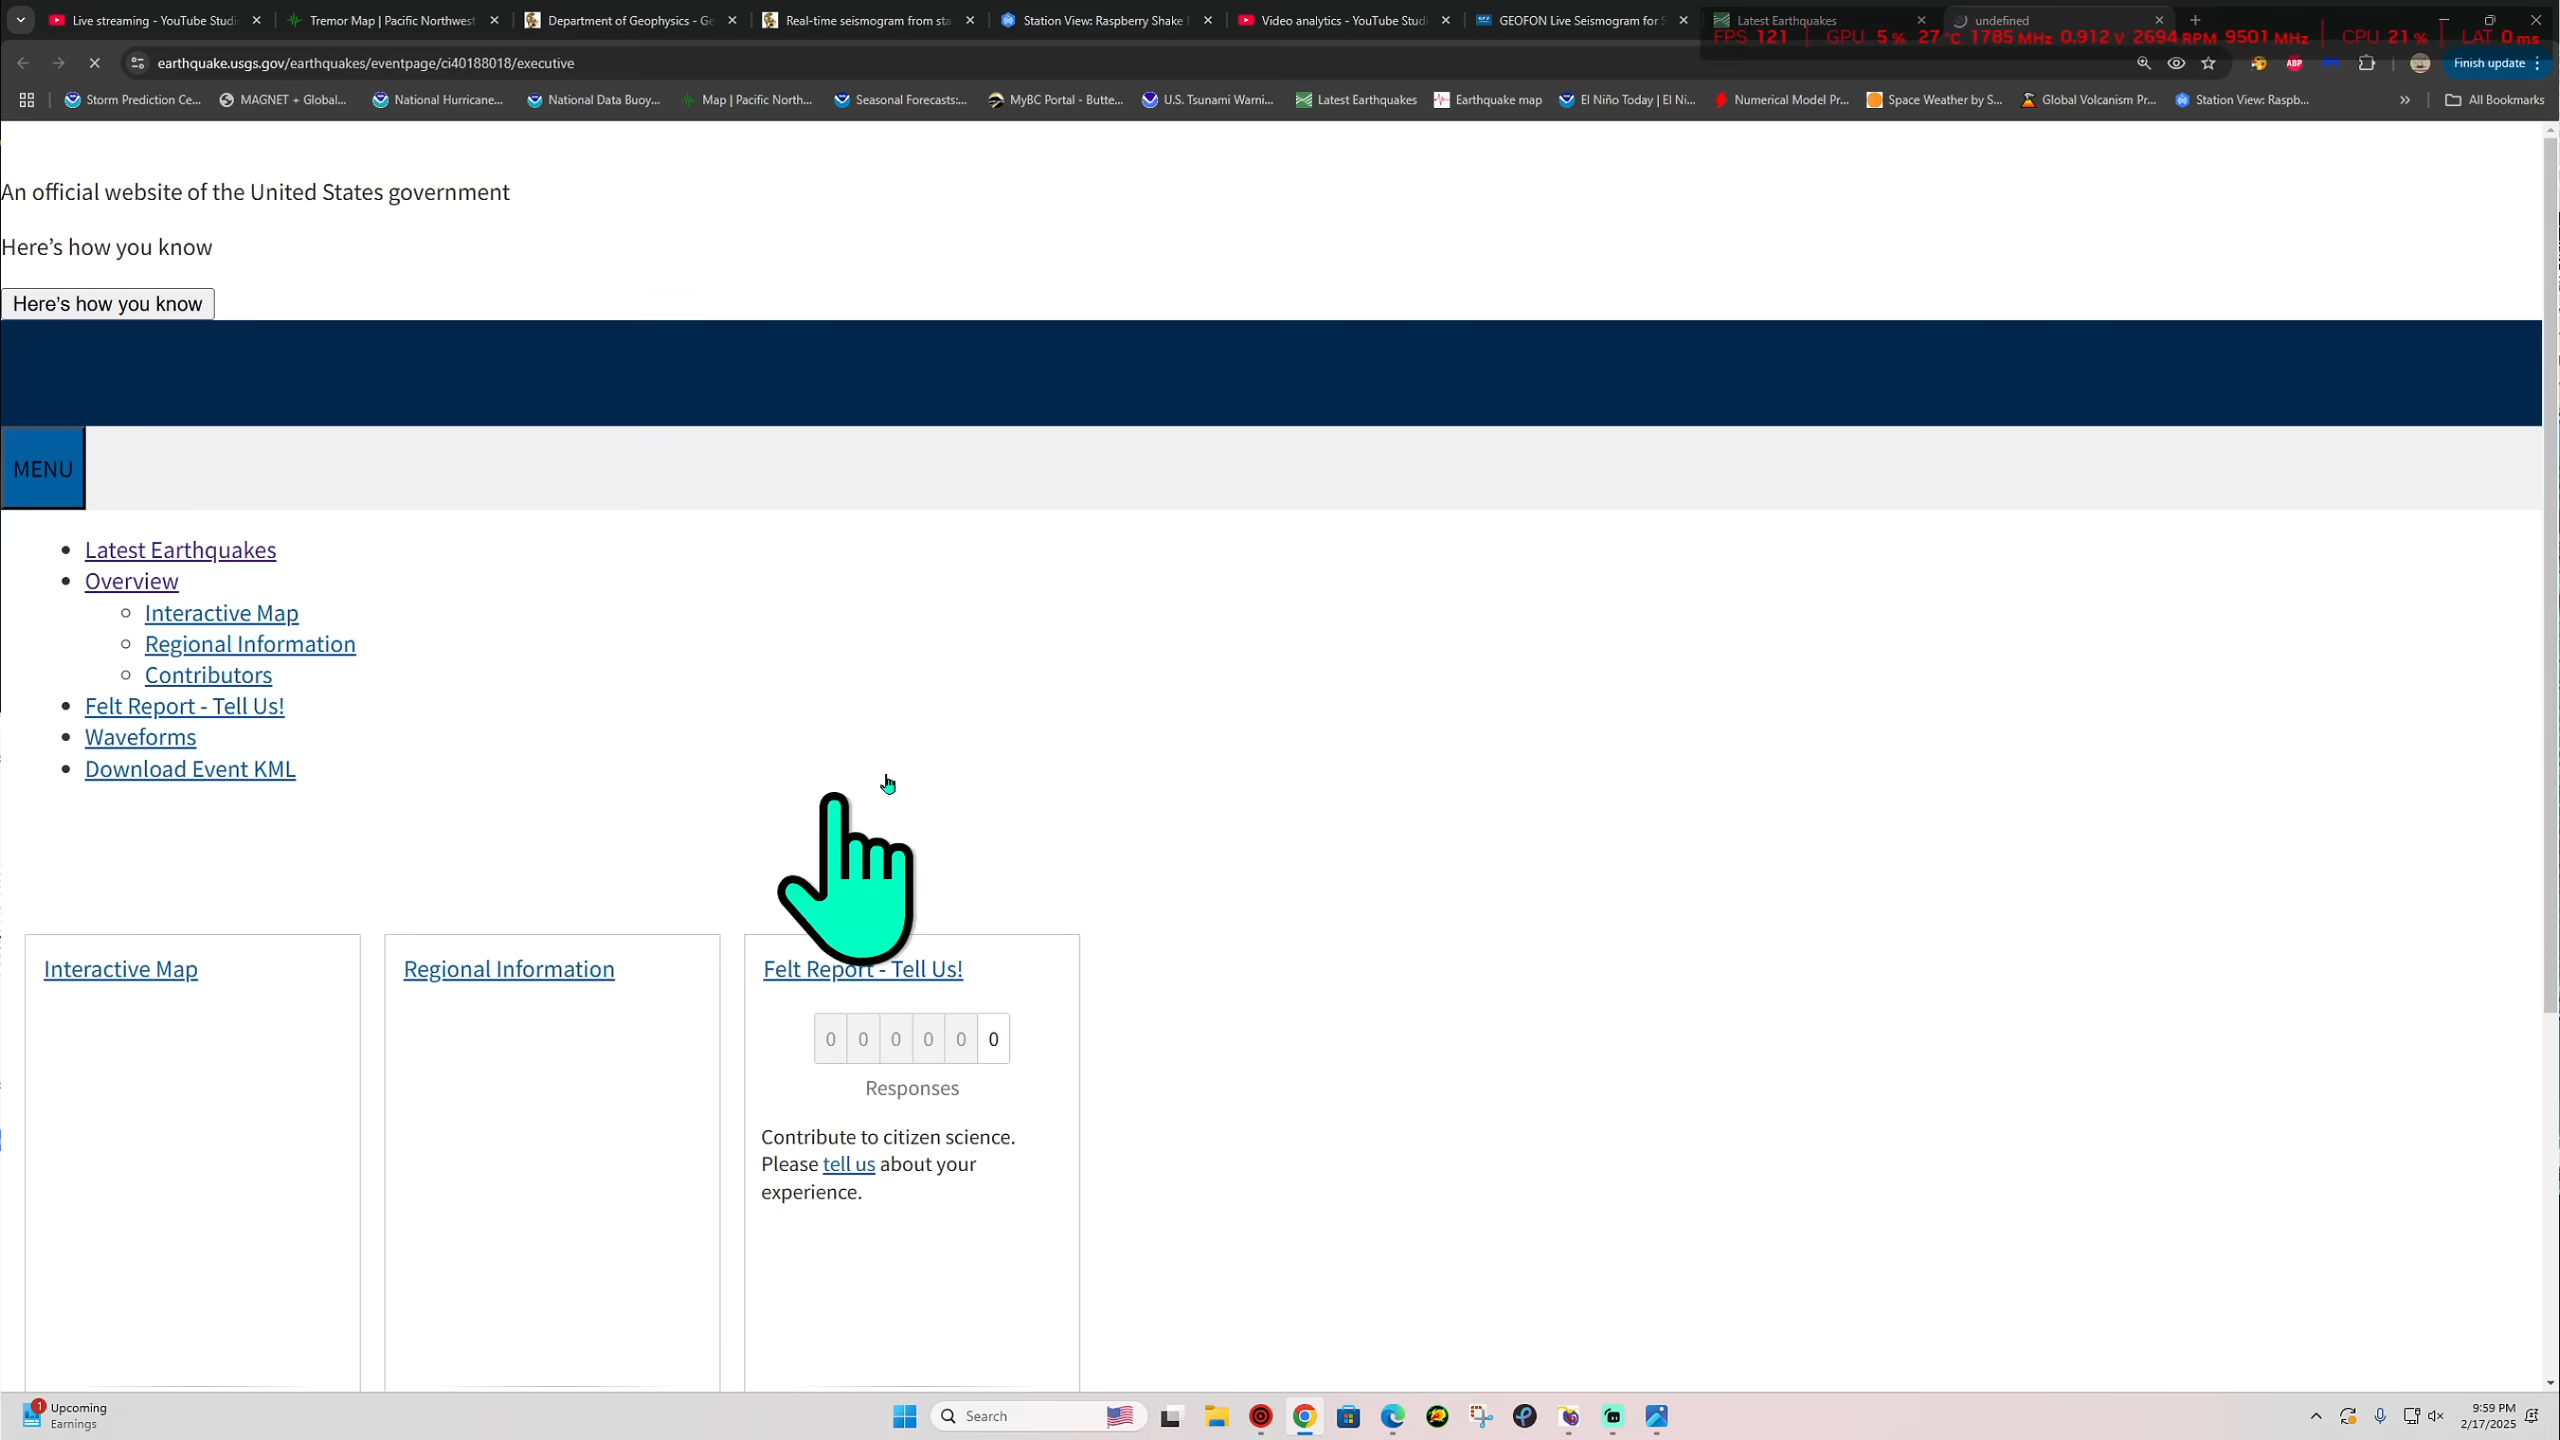 Live streaming - YouTube Studi
Tremor Map | Pacific Northwest
Department of Geophysics - Ge
Real-time seismogram from sta
Station View: Raspberry Shake
Video analytics - YouTube Studi
GEOFON Live Seismogram for S
Latest Earthquakes
undefined
FPS 121 GPU 5 % 27 °C 1785 MHz 0.912 V 2694 RPM 9501 MHz CPU 21 % LAT 0 ms
earthquake.usgs.gov/earthquakes/eventpage/ci40188018/executive
ABP
Finish update
Storm Prediction Ce...
MAGNET + Global...
National Hurricane...
National Data Buoy...
Map | Pacific North...
Seasonal Forecasts:...
MyBC Portal - Butte...
U.S. Tsunami Warni...
Latest Earthquakes
Earthquake map
El Niño Today | El Ni...
Numerical Model Pr...
Space Weather by S...
Global Volcanism Pr...
Station View: Raspb...
All Bookmarks
An official website of the United States government
Here’s how you know
Here’s how you know
MENU
Latest Earthquakes
Overview
Interactive Map
Regional Information
Contributors
Felt Report - Tell Us!
Waveforms
Download Event KML
Interactive Map
Regional Information
Felt Report - Tell Us!
0 0 0 0 0 0
Responses
Contribute to citizen science.
Please tell us about your
experience.
1
Upcoming
Earnings
Search
9:59 PM
2/17/2025